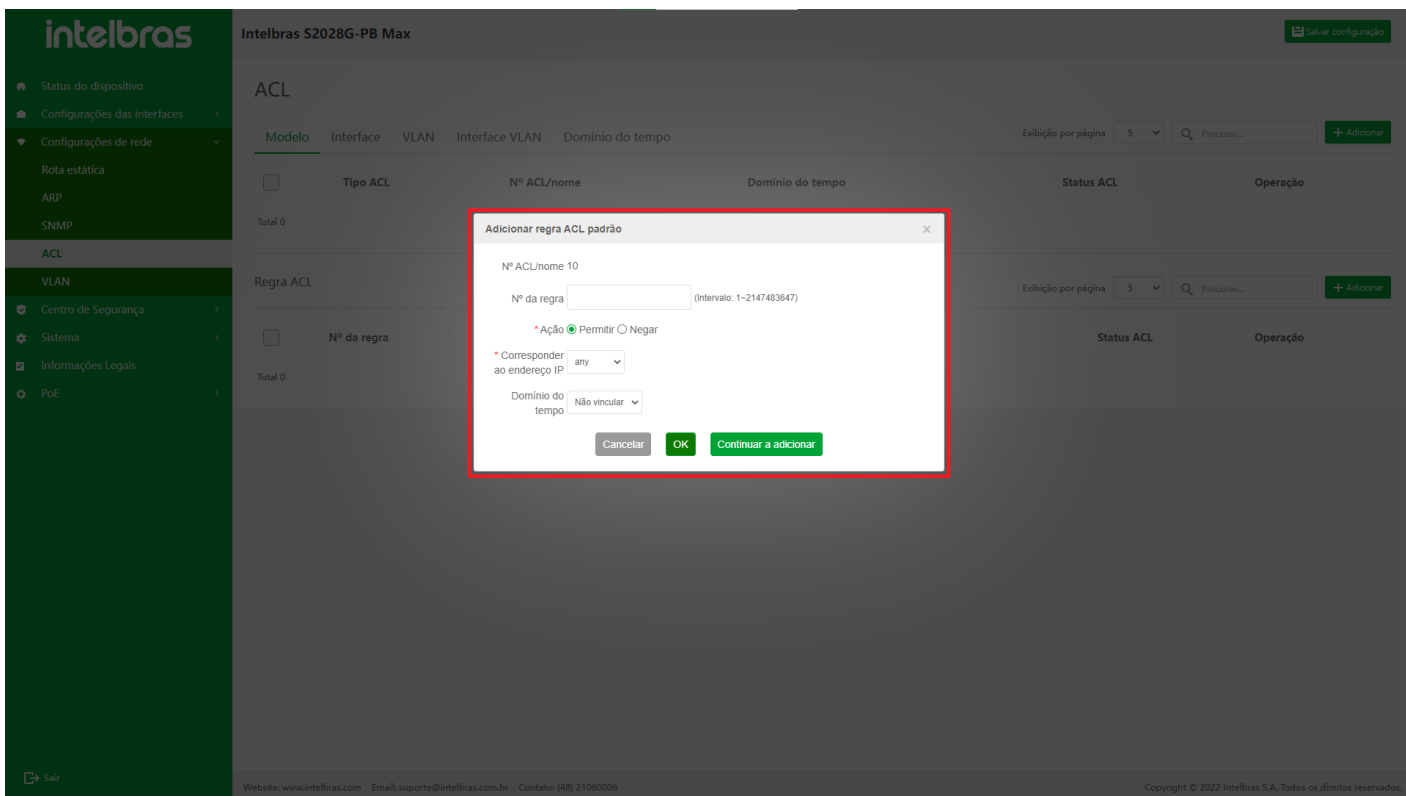 intelbras
Intelbras S2028G-PB Max
Salvar configuração
Status do dispositivo
Configurações das interfaces
Configurações de rede
Rota estática
ARP
SNMP
ACL
VLAN
Centro de Segurança
Sistema
Informações Legais
PoE
Sair
ACL
Modelo Interface VLAN Interface VLAN Domínio do tempo
Exibição por página 5 Procurar... + Adicionar
Tipo ACL Nº ACL/nome Domínio do tempo Status ACL Operação
Total 0
Regra ACL
Exibição por página 5 Procurar... + Adicionar
Nº da regra Status ACL Operação
Total 0
Adicionar regra ACL padrão ×
Nº ACL/nome 10
Nº da regra (Intervalo: 1~2147483647)
* Ação Permitir Negar
* Corresponder
ao endereço IP any
Domínio do
tempo Não vincular
Cancelar OK Continuar a adicionar
Website: www.intelbras.com Email: suporte@intelbras.com.br Contato: (48) 21060006
Copyright © 2022 Intelbras S.A. Todos os direitos reservados.